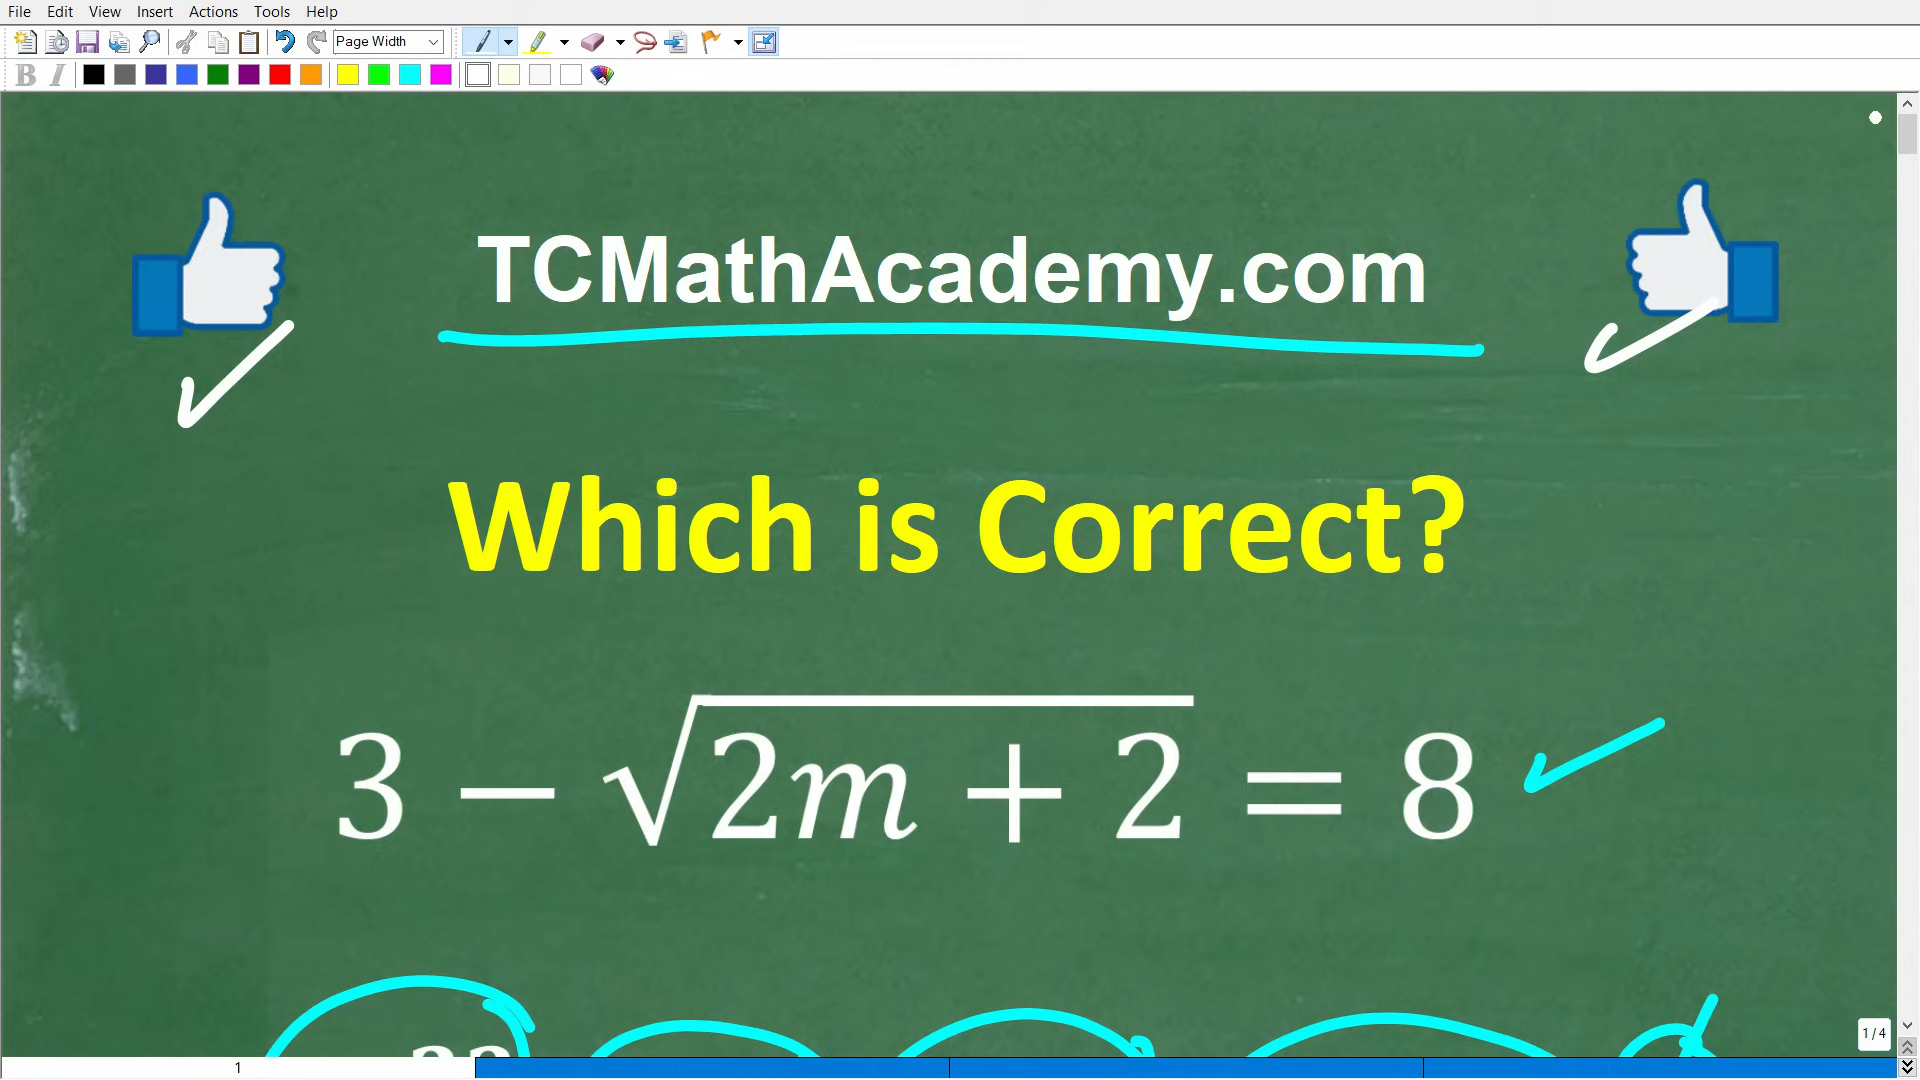 File Edit View Insert Actions Tools Help
Page Width
B I
TCMathAcademy.com
Which is Correct?
3 − √2m + 2 = 8
1 / 4
1